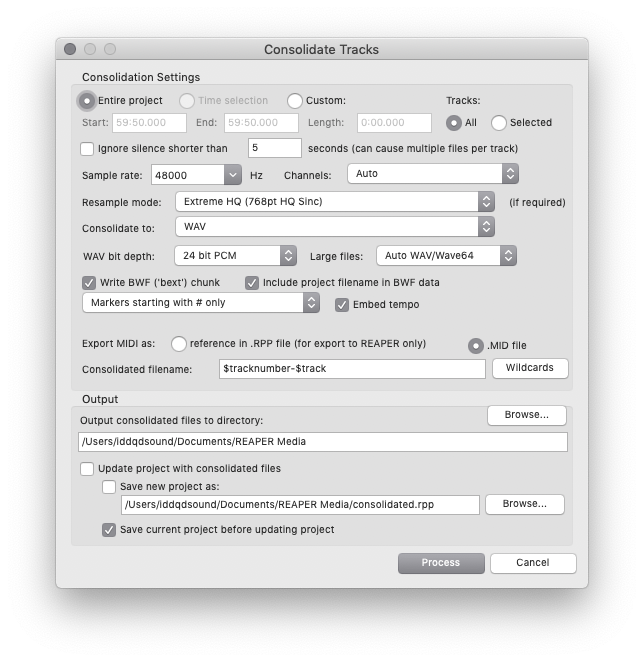 Consolidate Tracks
Consolidation Settings
Entire project Time selection Custom: Tracks:
Start: 59:50.000 End: 59:50.000 Length: 0:00.000 All Selected
Ignore silence shorter than 5 seconds (can cause multiple files per track)
Sample rate: 48000 Hz Channels: Auto
Resample mode: Extreme HQ (768pt HQ Sinc) (if required)
Consolidate to: WAV
WAV bit depth: 24 bit PCM Large files: Auto WAV/Wave64
Write BWF ('bext') chunk Include project filename in BWF data
Markers starting with # only Embed tempo
Export MIDI as: reference in .RPP file (for export to REAPER only) .MID file
Consolidated filename: $tracknumber-$track Wildcards
Output
Output consolidated files to directory: Browse...
/Users/iddqdsound/Documents/REAPER Media
Update project with consolidated files
Save new project as:
/Users/iddqdsound/Documents/REAPER Media/consolidated.rpp Browse...
Save current project before updating project
Process Cancel